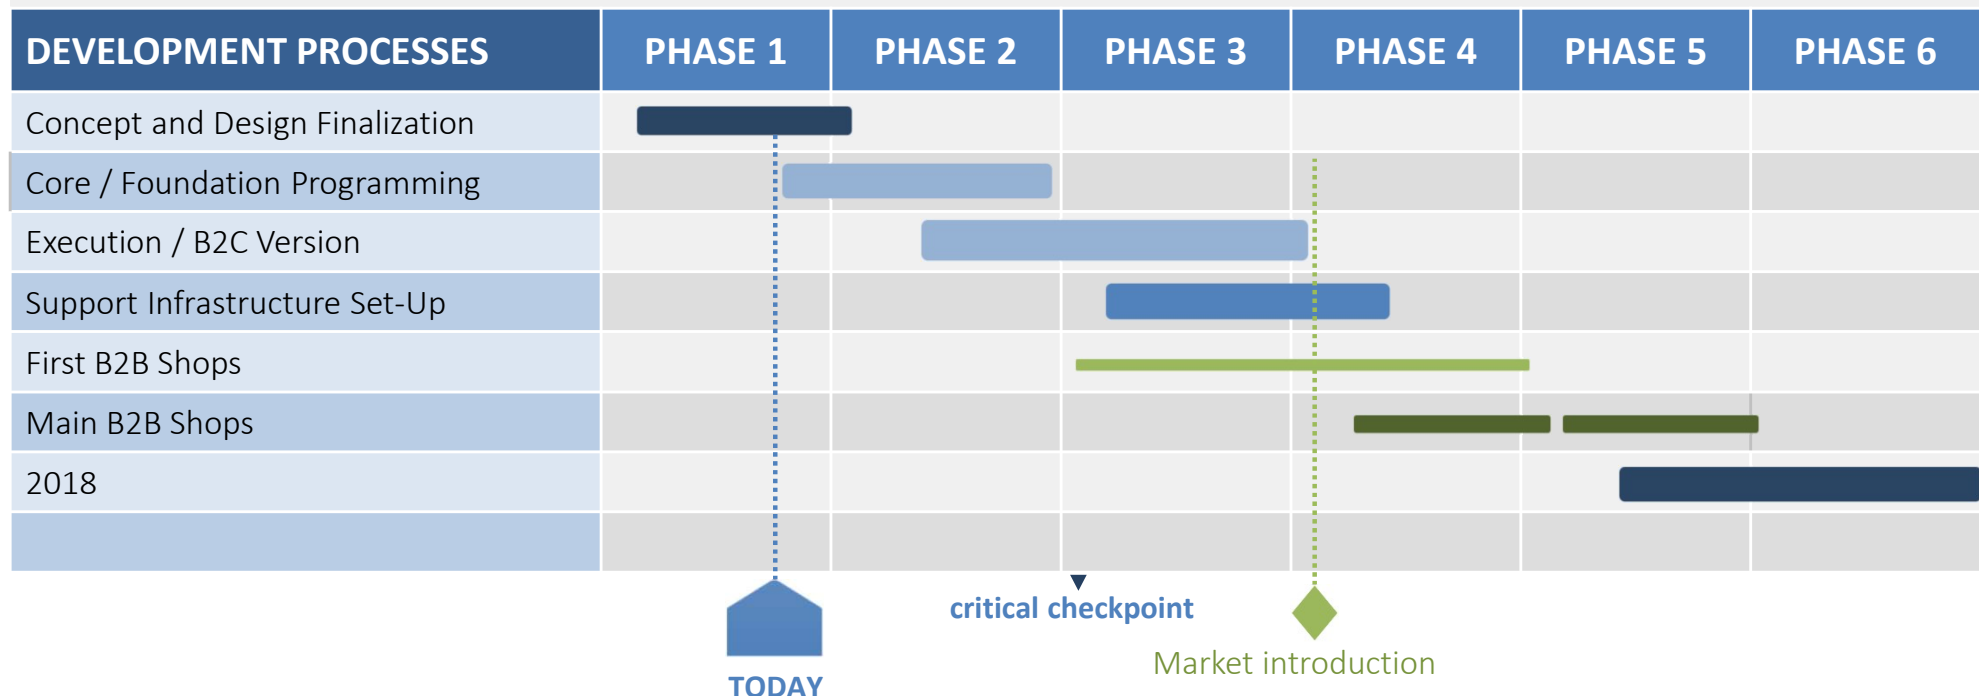 DEVELOPMENT PROCESSES PHASE 1 PHASE 2 PHASE 3 PHASE 4 PHASE 5 PHASE 6
Concept and Design Finalization
Core / Foundation Programming
Execution / B2C Version
Support Infrastructure Set-Up
First B2B Shops
Main B2B Shops
2018
critical checkpoint
Market introduction
TODAY